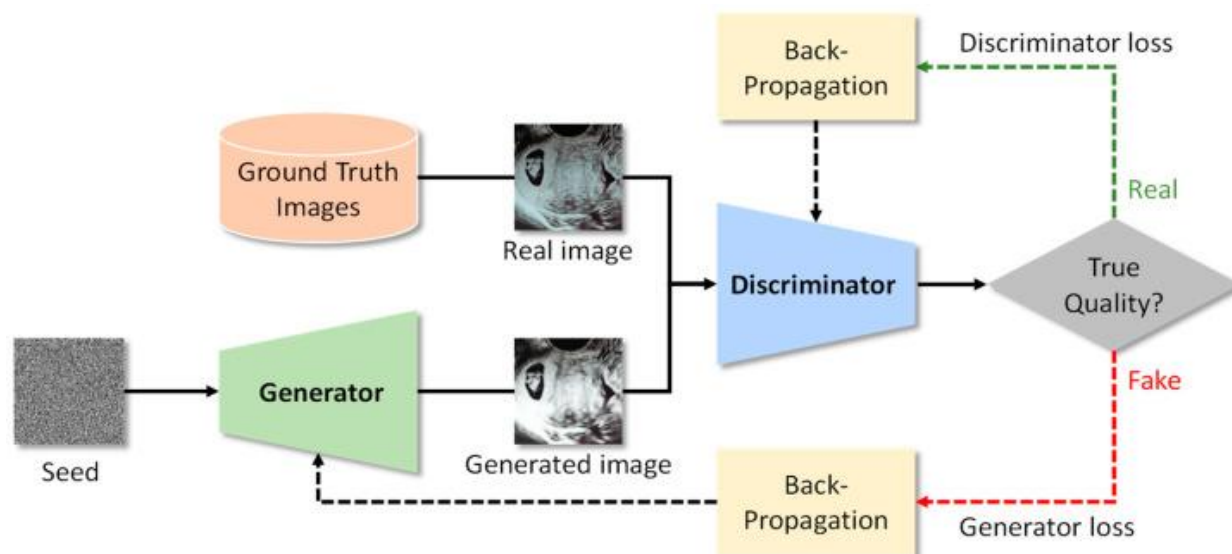 Back-
Propagation
Discriminator loss
Ground Truth
Images
Real image
Real
Discriminator
True
Quality?
Generator
Fake
Seed
Generated image
Back-
Propagation
Generator loss